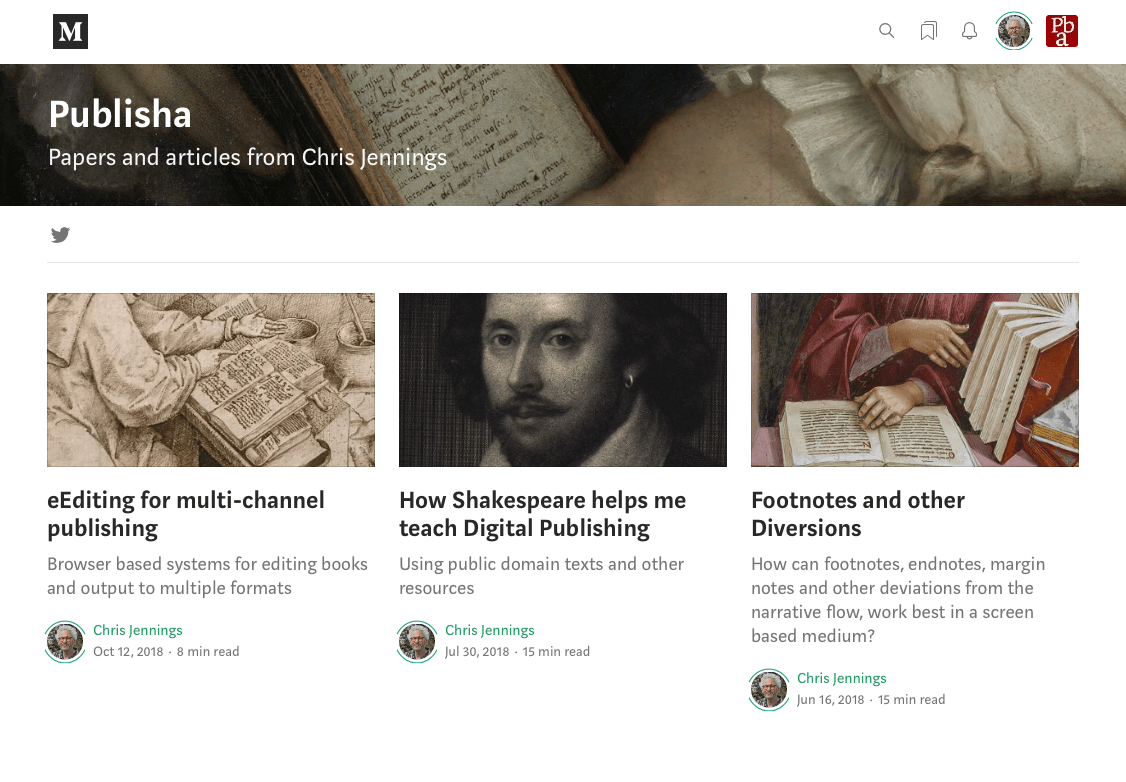 M
Pb
a
Publisha
Papers and articles from Chris Jennings
eEditing for multi-channel
publishing
Browser based systems for editing books
and output to multiple formats
Chris Jennings
Oct 12, 2018 · 8 min read
How Shakespeare helps me
teach Digital Publishing
Using public domain texts and other
resources
Chris Jennings
Jul 30, 2018 · 15 min read
Footnotes and other
Diversions
How can footnotes, endnotes, margin
notes and other deviations from the
narrative flow, work best in a screen
based medium?
Chris Jennings
Jun 16, 2018 · 15 min read